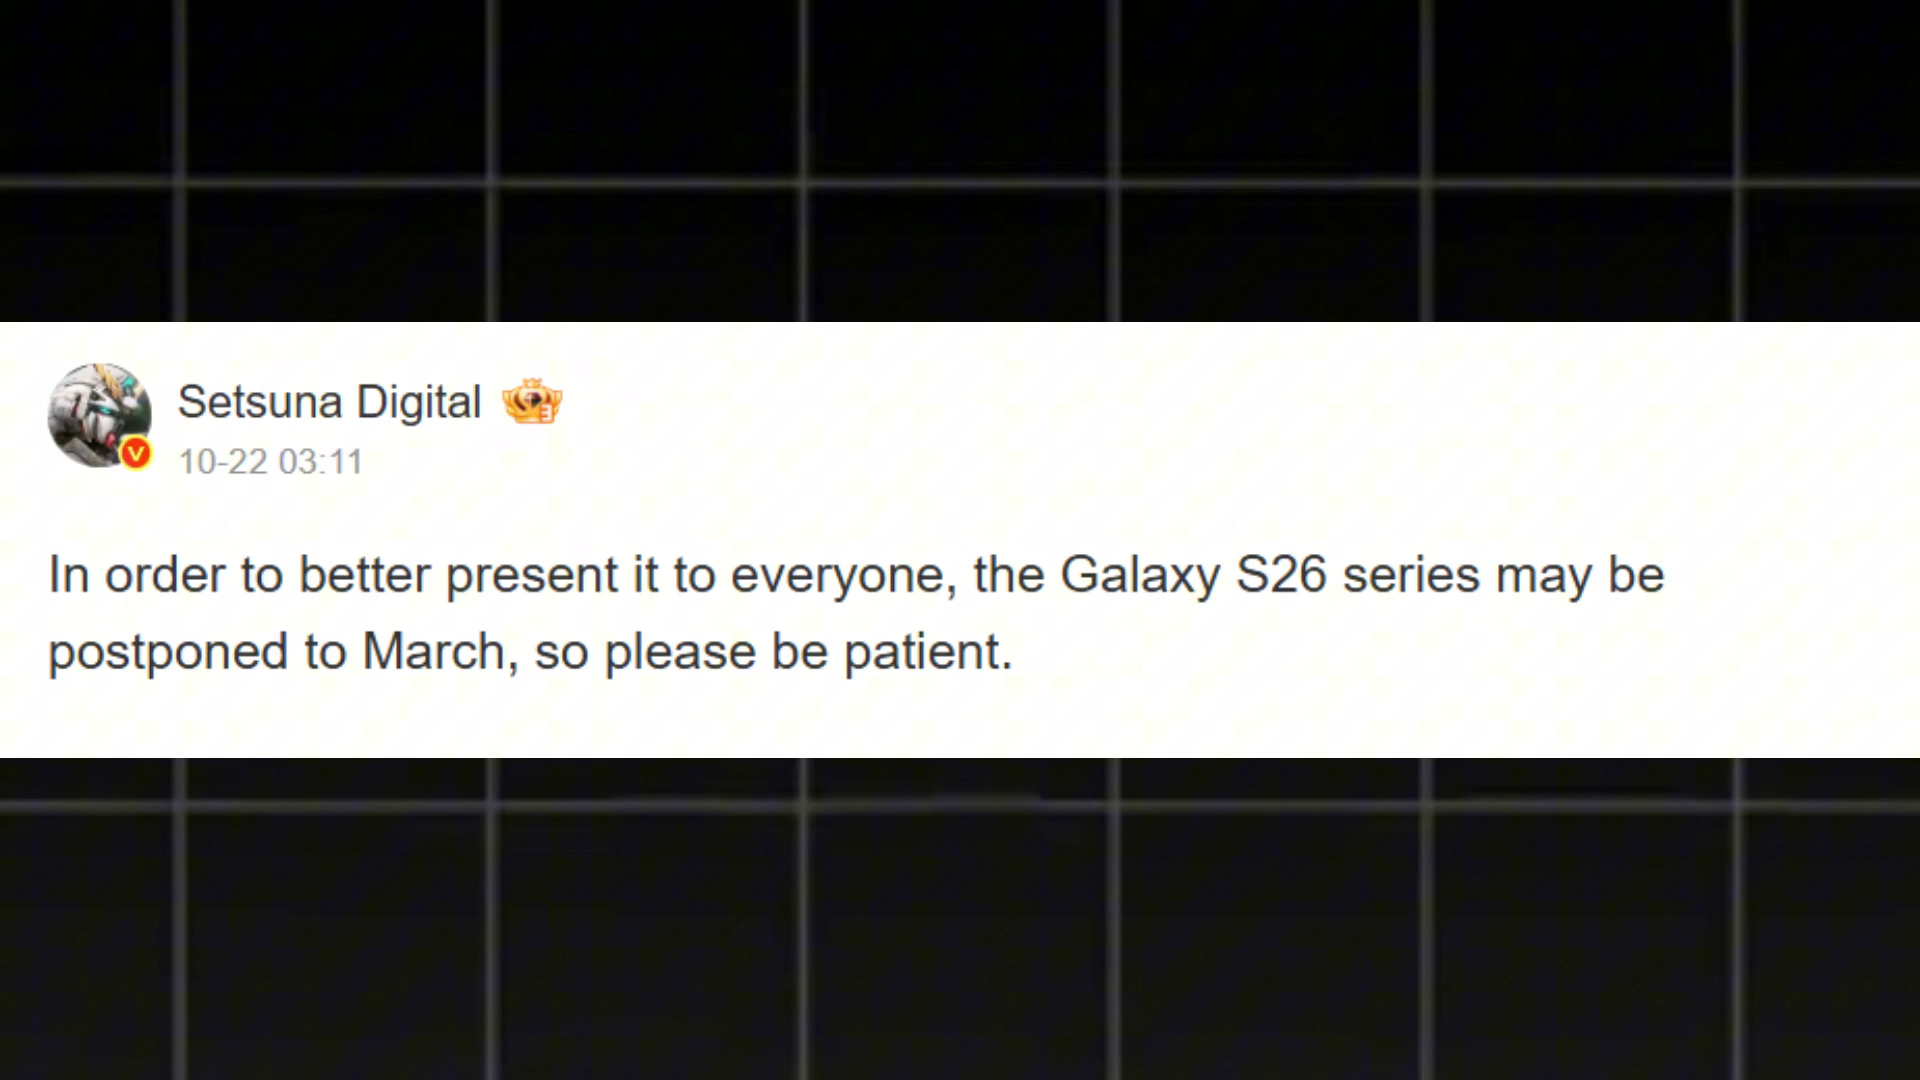 Setsuna Digital
10-22 03:11
In order to better present it to everyone, the Galaxy S26 series may be
postponed to March, so please be patient.